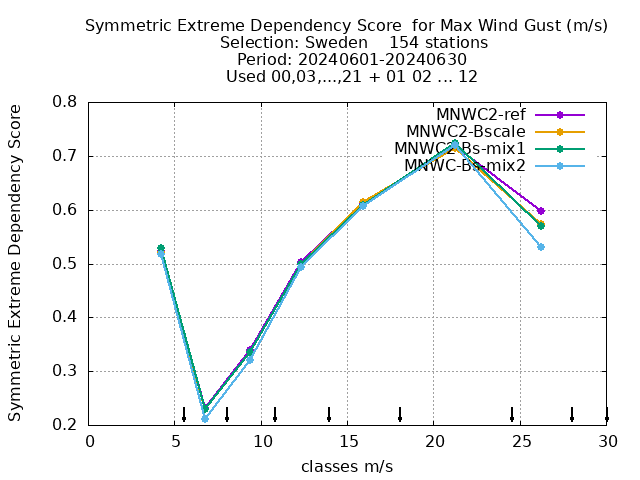 Symmetric Extreme Dependency Score  for Max Wind Gust (m/s)
Selection: Sweden    154 stations
Period: 20240601-20240630
Used 00,03,...,21 + 01 02 ... 12
Symmetric Extreme Dependency Score
MNWC2-ref
MNWC2-Bscale
MNWC2-Bs-mix1
MNWC-Bs-mix2
0.8
0.7
0.6
0.5
0.4
0.3
0.2
0 5 10 15 20 25 30
classes m/s